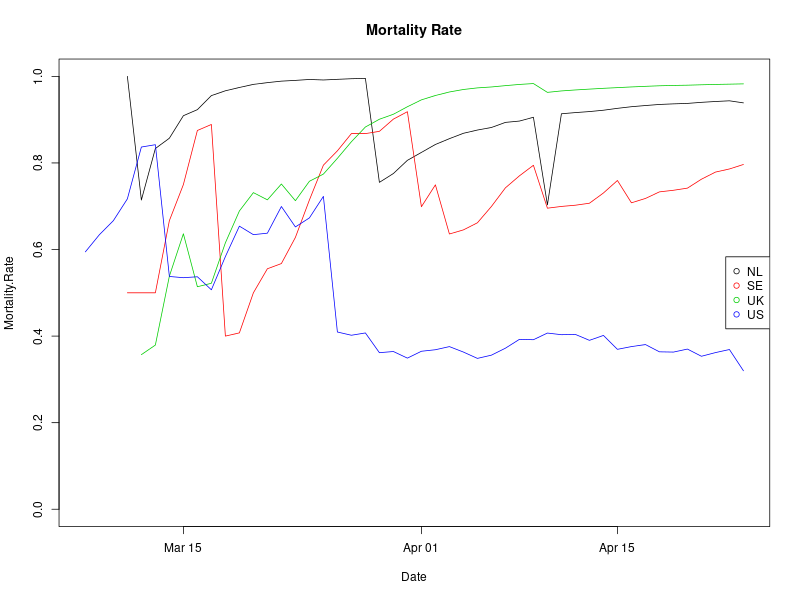 Mortality Rate
Mortality.Rate
1.0
0.8
0.6
0.4
0.2
0.0
NL
SE
UK
US
Mar 15
Apr 01
Apr 15
Date